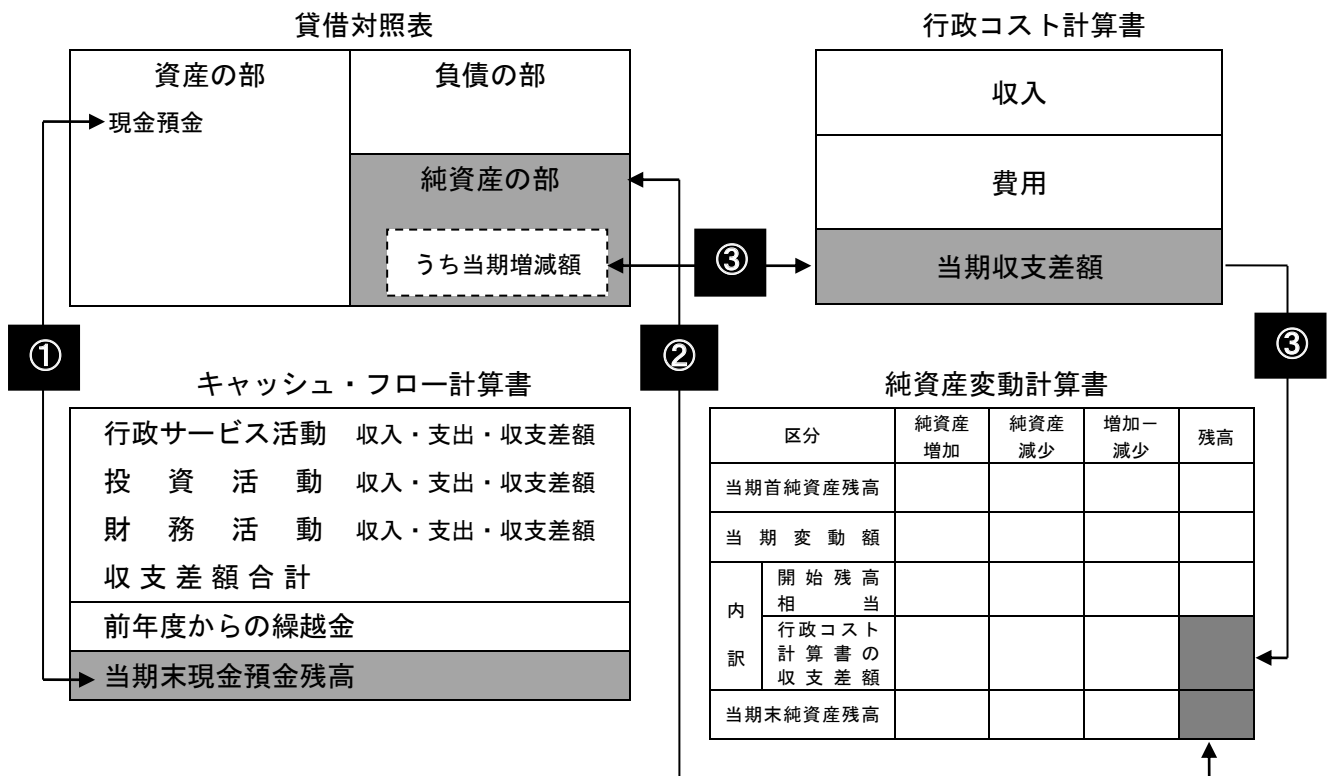 貸借対照表
資産の部
現金預金
負債の部
純資産の部
うち当期増減額
行政コスト計算書
収入
費用
当期収支差額
③
①
②
③
キャッシュ・フロー計算書
行政サービス活動 収入・支出・収支差額
投資活動 収入・支出・収支差額
財務活動 収入・支出・収支差額
収支差額合計
前年度からの繰越金
当期末現金預金残高
純資産変動計算書
区分
純資産
増加
純資産
減少
増加－
減少
残高
当期首純資産残高
当期変動額
内
訳
開始残高
相当
行政コスト
計算書の
収支差額
当期末純資産残高